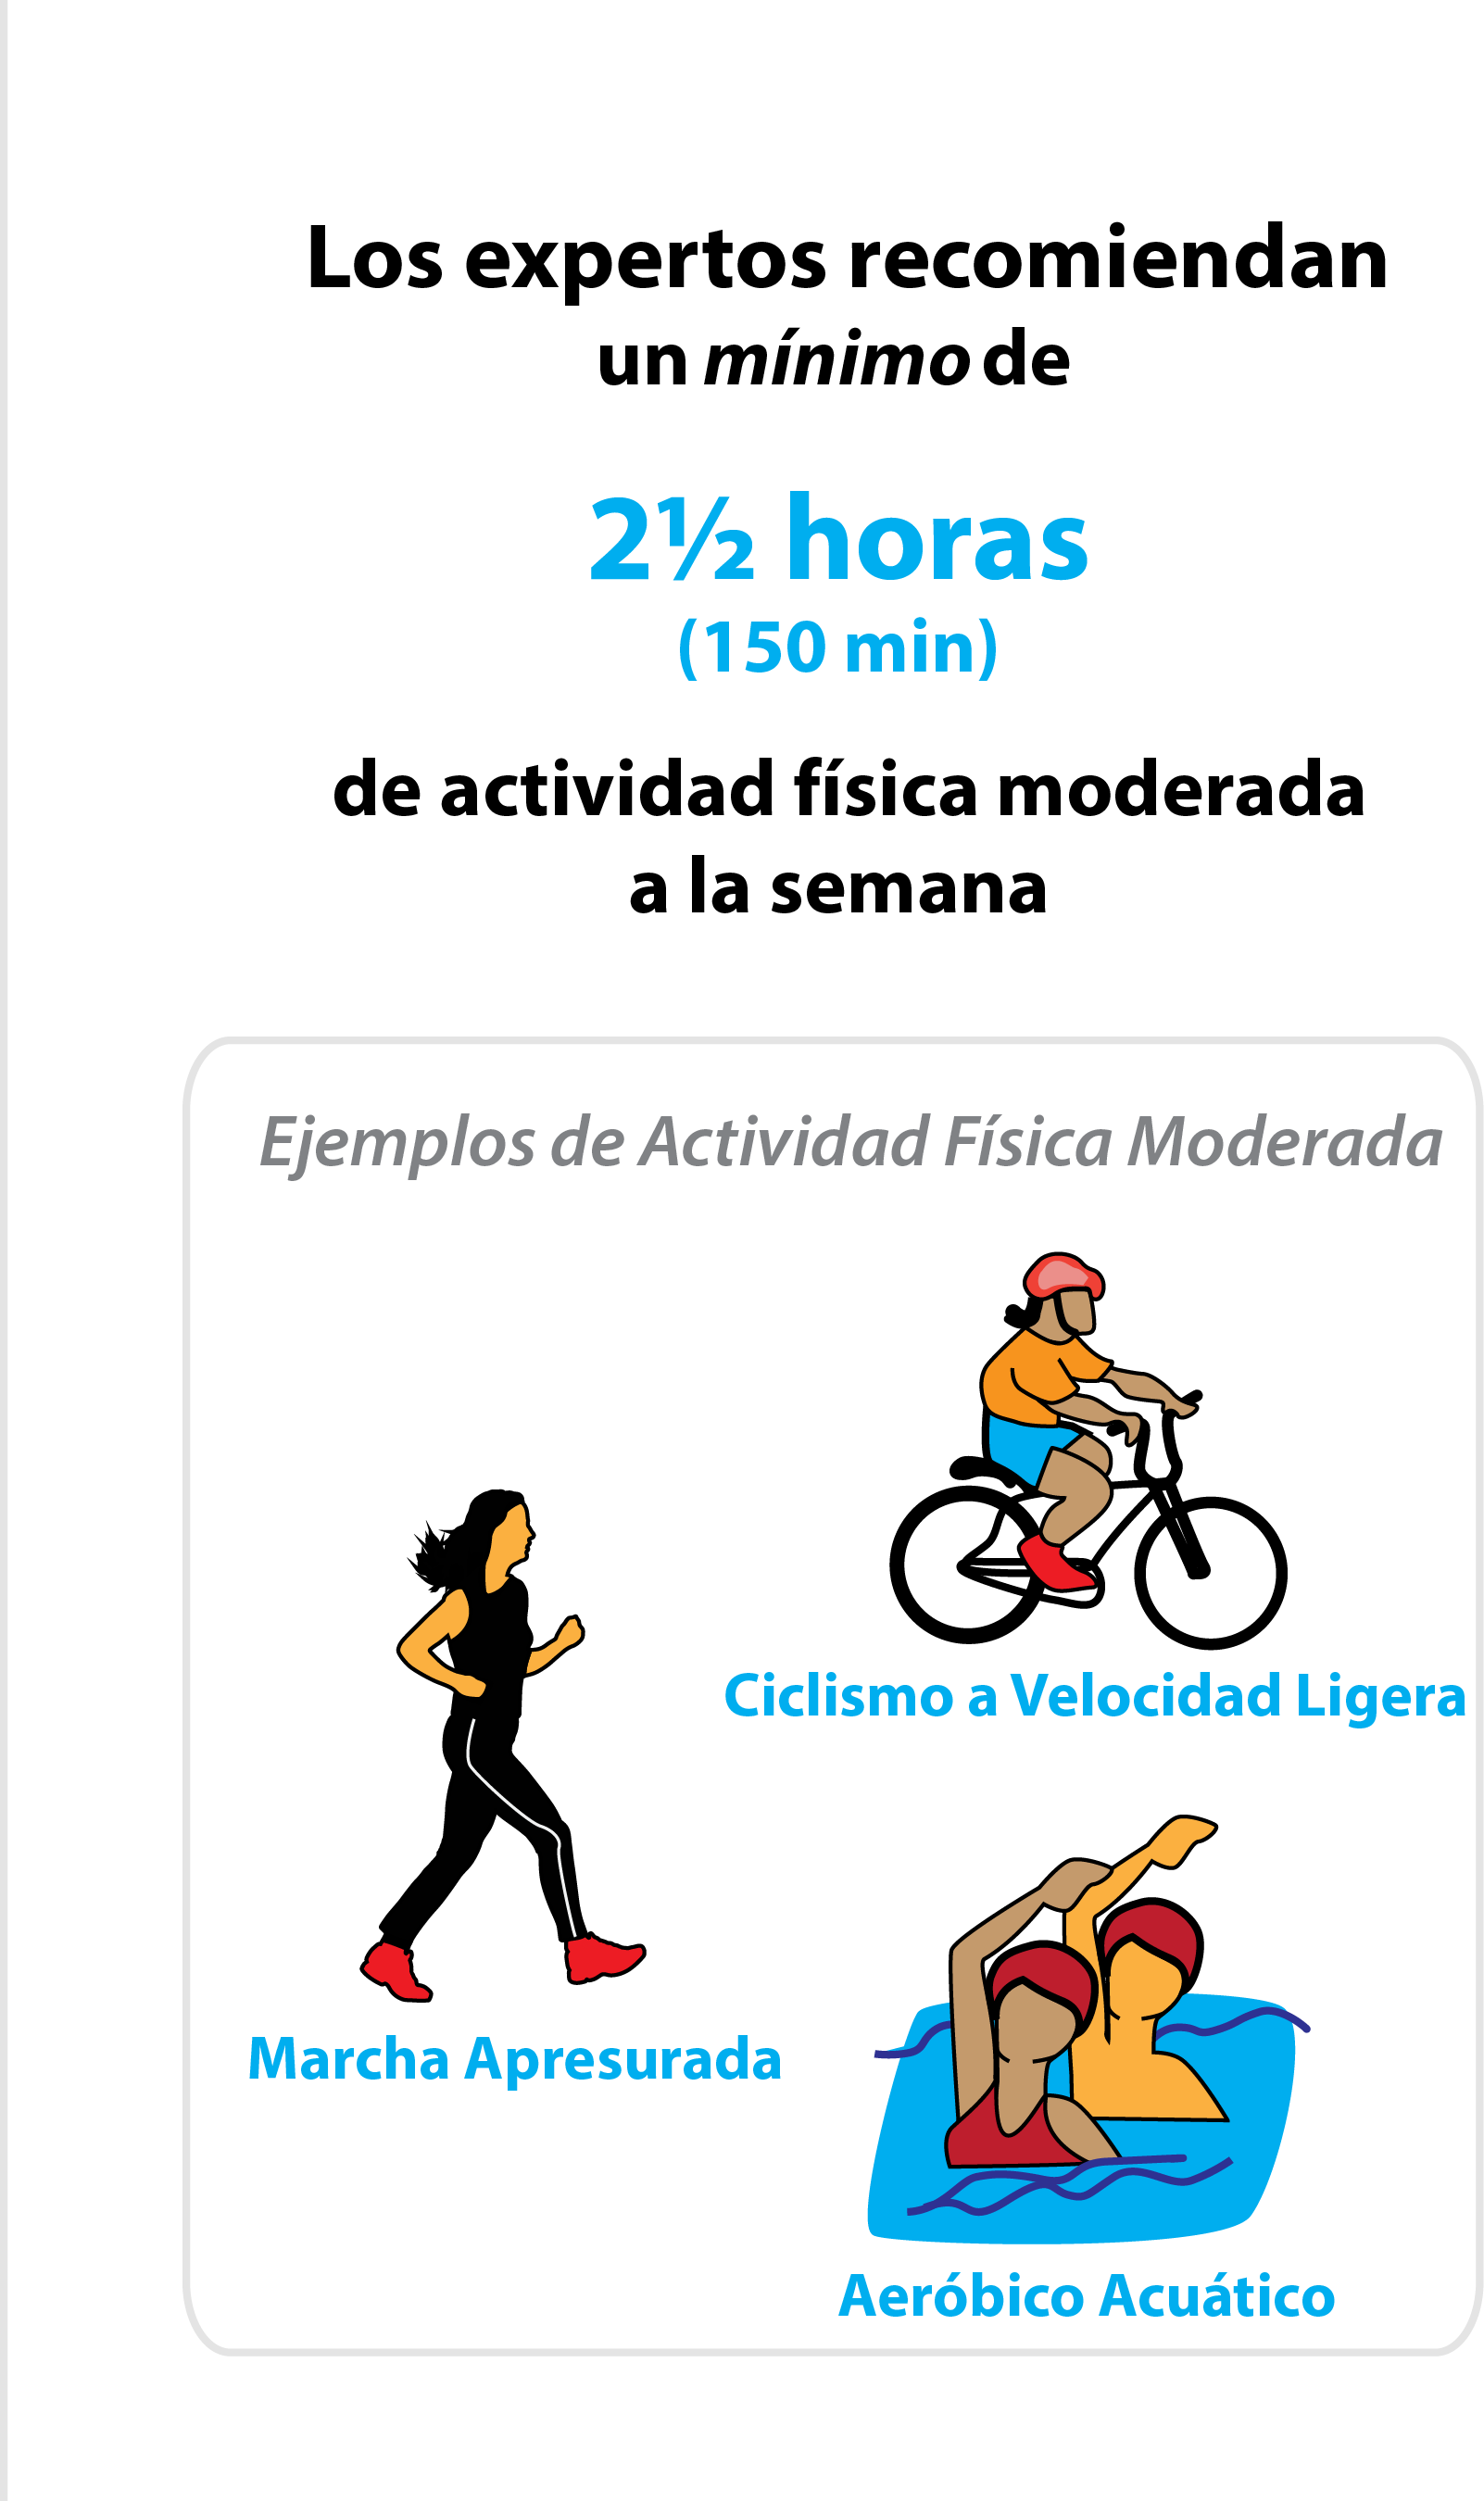 Los expertos recomiendan
un mínimo de
2½ horas
(150 min)
de actividad física moderada
a la semana
Ejemplos de Actividad Física Moderada
Ciclismo a Velocidad Ligera
Marcha Apresurada
Aeróbico Acuático